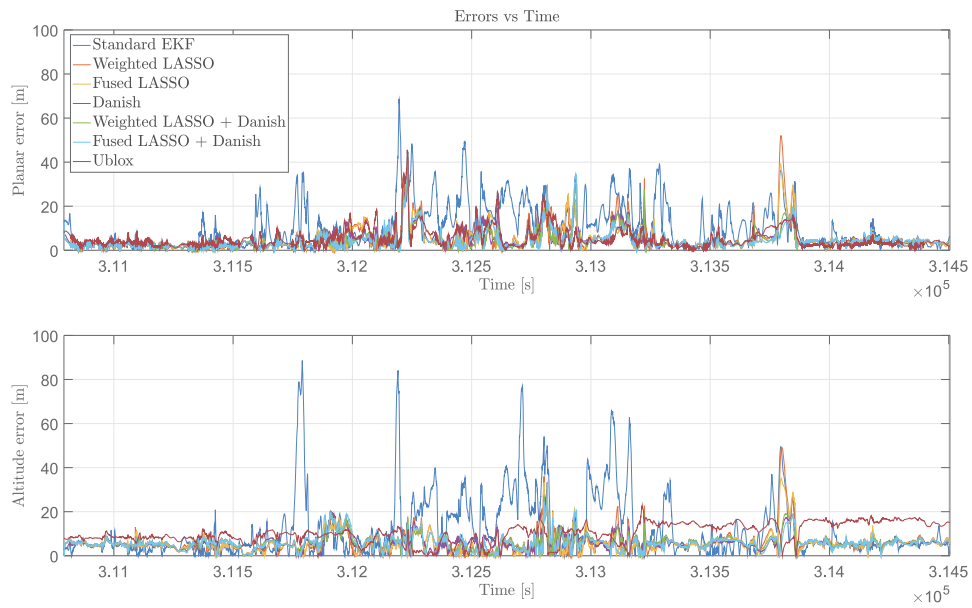 Errors vs Time
100
80
60
40
20
0
Planar error [m]
Standard EKF
Weighted LASSO
Fused LASSO
Danish
Weighted LASSO + Danish
Fused LASSO + Danish
Ublox
3.11 3.115 3.12 3.125 3.13 3.135 3.14 3.145
Time [s]
×10^5
100
80
60
40
20
0
Altitude error [m]
3.11 3.115 3.12 3.125 3.13 3.135 3.14 3.145
Time [s]
×10^5